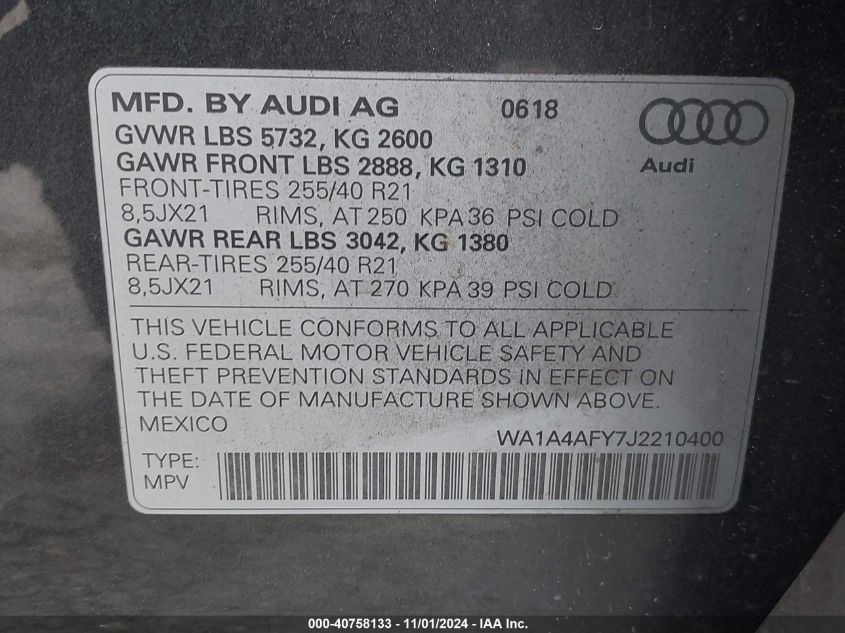 MFD. BY AUDI AG 0618
GVWR LBS 5732, KG 2600
GAWR FRONT LBS 2888, KG 1310
Audi
FRONT-TIRES 255/40 R21
8,5JX21 RIMS, AT 250 KPA 36 PSI COLD
GAWR REAR LBS 3042, KG 1380
REAR-TIRES 255/40 R21
8,5JX21 RIMS, AT 270 KPA 39 PSI COLD
THIS VEHICLE CONFORMS TO ALL APPLICABLE
U.S. FEDERAL MOTOR VEHICLE SAFETY AND
THEFT PREVENTION STANDARDS IN EFFECT ON
THE DATE OF MANUFACTURE SHOWN ABOVE.
MEXICO
WA1A4AFY7J2210400
TYPE:
MPV
000-40758133 - 11/01/2024 - IAA Inc.